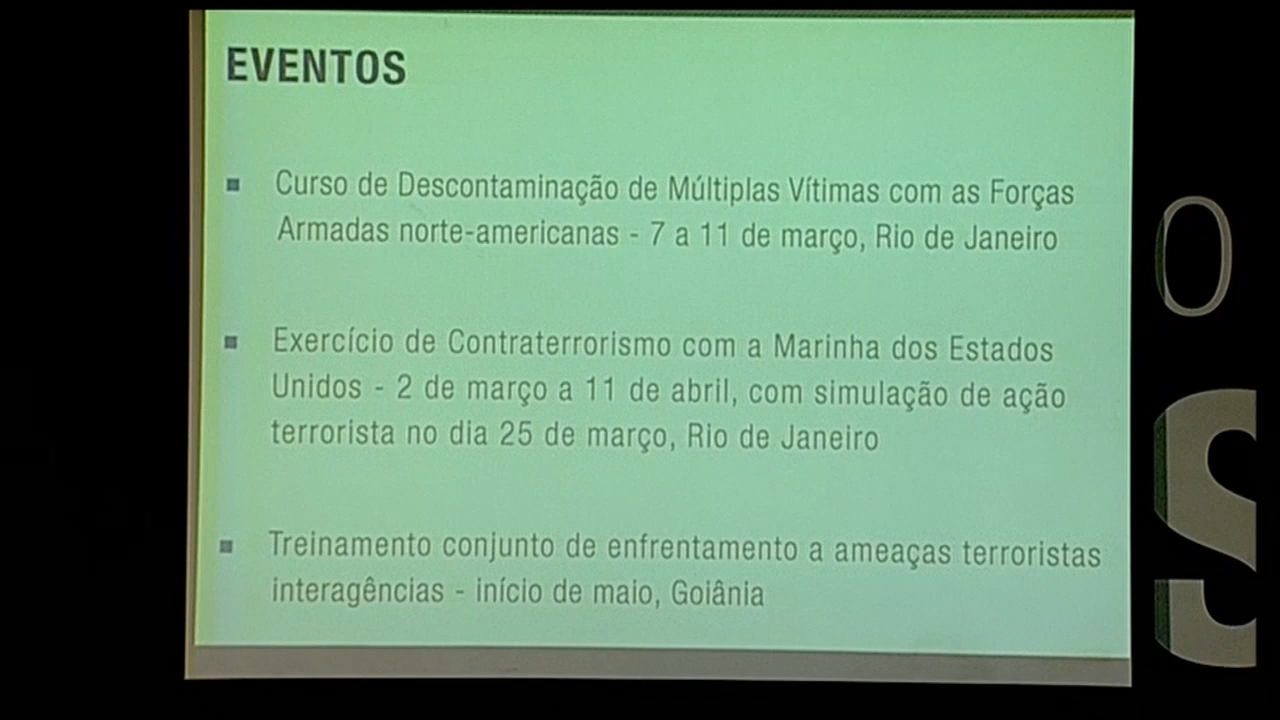 EVENTOS
Curso de Descontaminação de Múltiplas Vítimas com as Forças
Armadas norte-americanas - 7 a 11 de março, Rio de Janeiro
Exercício de Contraterrorismo com a Marinha dos Estados
Unidos - 2 de março a 11 de abril, com simulação de ação
terrorista no dia 25 de março, Rio de Janeiro
Treinamento conjunto de enfrentamento a ameaças terroristas
interagências - início de maio, Goiânia
O
S